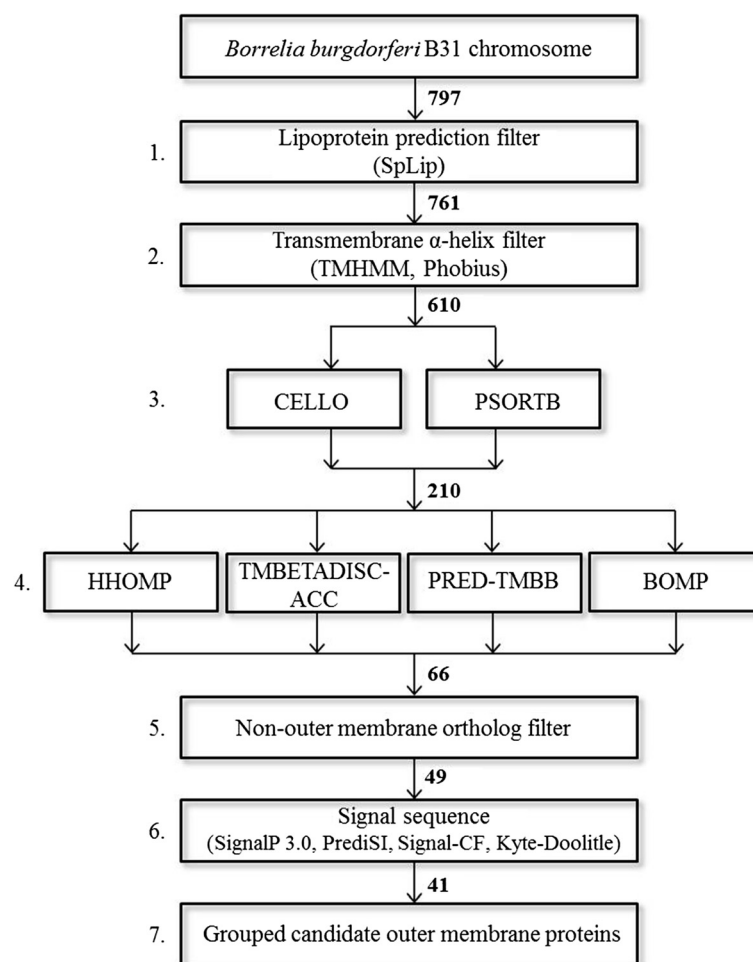 Borrelia burgdorferi B31 chromosome
797
1.
Lipoprotein prediction filter
(SpLip)
761
2.
Transmembrane α-helix filter
(TMHMM, Phobius)
610
3.
CELLO
PSORTB
210
4.
HHOMP
TMBETADISC-
ACC
PRED-TMBB
BOMP
66
5.
Non-outer membrane ortholog filter
49
6.
Signal sequence
(SignalP 3.0, PrediSI, Signal-CF, Kyte-Doolitle)
41
7.
Grouped candidate outer membrane proteins